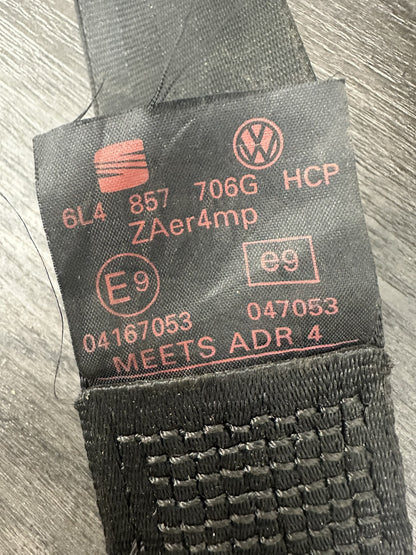 6L4 857 706G HCP
ZAer4mp
E9 e9
04167053 047053
MEETS ADR 4